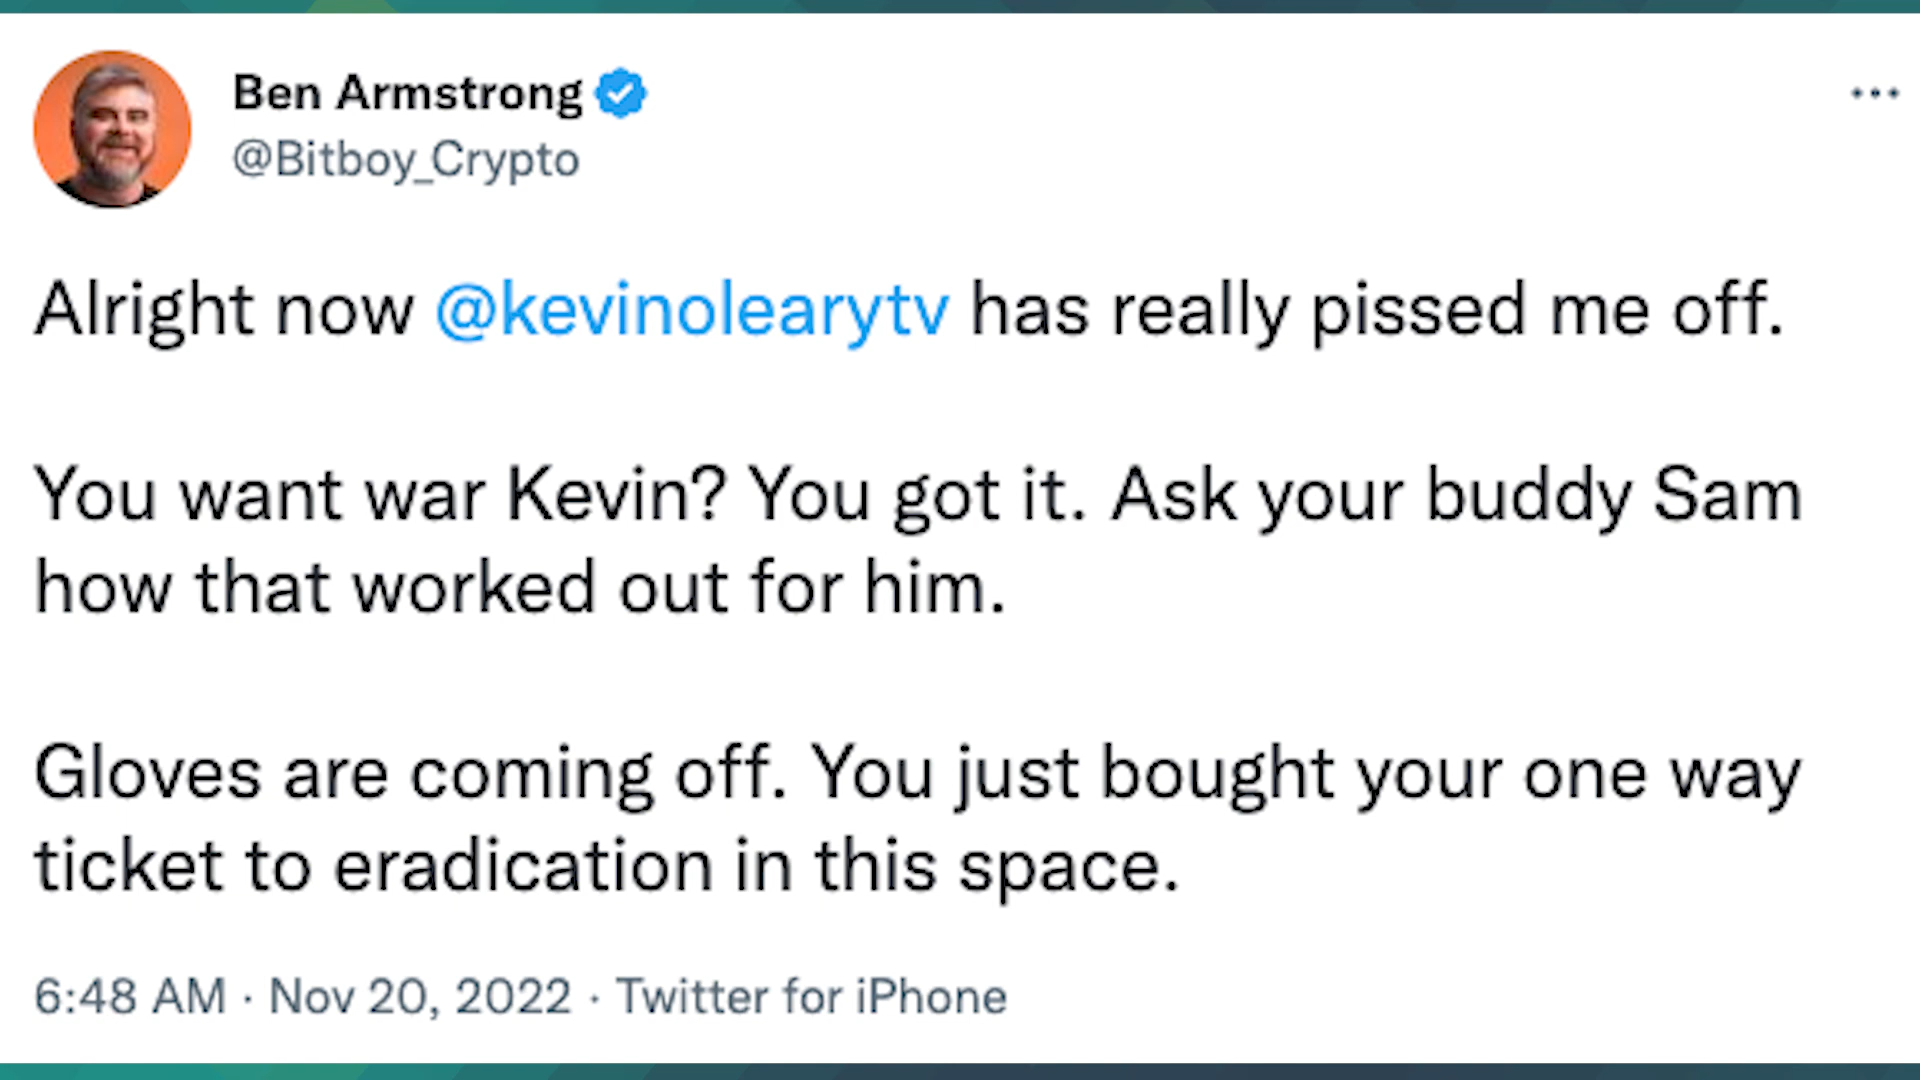 Ben Armstrong
@Bitboy_Crypto
Alright now @kevinolearytv has really pissed me off.
You want war Kevin? You got it. Ask your buddy Sam
how that worked out for him.
Gloves are coming off. You just bought your one way
ticket to eradication in this space.
6:48 AM · Nov 20, 2022 · Twitter for iPhone